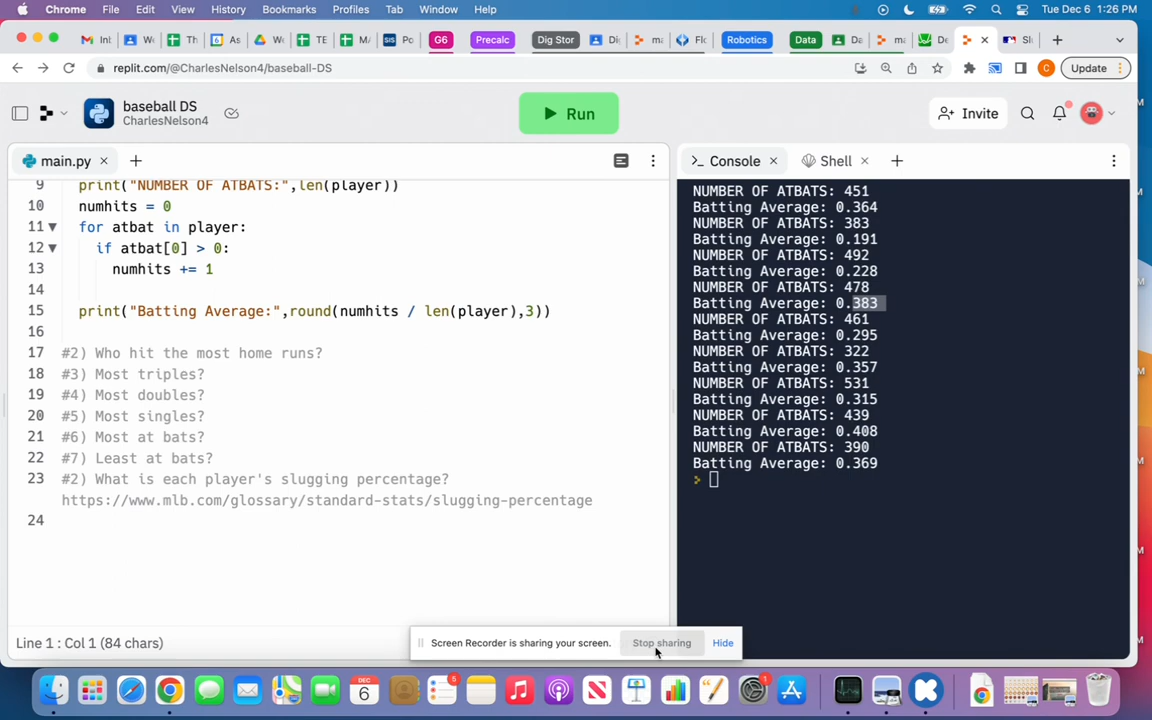 Chrome File Edit View History Bookmarks Profiles Tab Window Help Tue Dec 6 1:26 PM
G6 Precalc Dig Stor Robotics Data
replit.com/@CharlesNelson4/baseball-DS C Update
baseball DS
CharlesNelson4
Run
Invite
main.py
Console Shell
9 print("NUMBER OF ATBATS:",len(player))
10 numhits = 0
11 for atbat in player:
12 if atbat[0] > 0:
13 numhits += 1
14
15 print("Batting Average:",round(numhits / len(player),3))
16
17 #2) Who hit the most home runs?
18 #3) Most triples?
19 #4) Most doubles?
20 #5) Most singles?
21 #6) Most at bats?
22 #7) Least at bats?
23 #2) What is each player's slugging percentage?
https://www.mlb.com/glossary/standard-stats/slugging-percentage
24
NUMBER OF ATBATS: 451
Batting Average: 0.364
NUMBER OF ATBATS: 383
Batting Average: 0.191
NUMBER OF ATBATS: 492
Batting Average: 0.228
NUMBER OF ATBATS: 478
Batting Average: 0.383
NUMBER OF ATBATS: 461
Batting Average: 0.295
NUMBER OF ATBATS: 322
Batting Average: 0.357
NUMBER OF ATBATS: 531
Batting Average: 0.315
NUMBER OF ATBATS: 439
Batting Average: 0.408
NUMBER OF ATBATS: 390
Batting Average: 0.369
Line 1 : Col 1 (84 chars)
Screen Recorder is sharing your screen. Stop sharing Hide
DEC
6
5
1